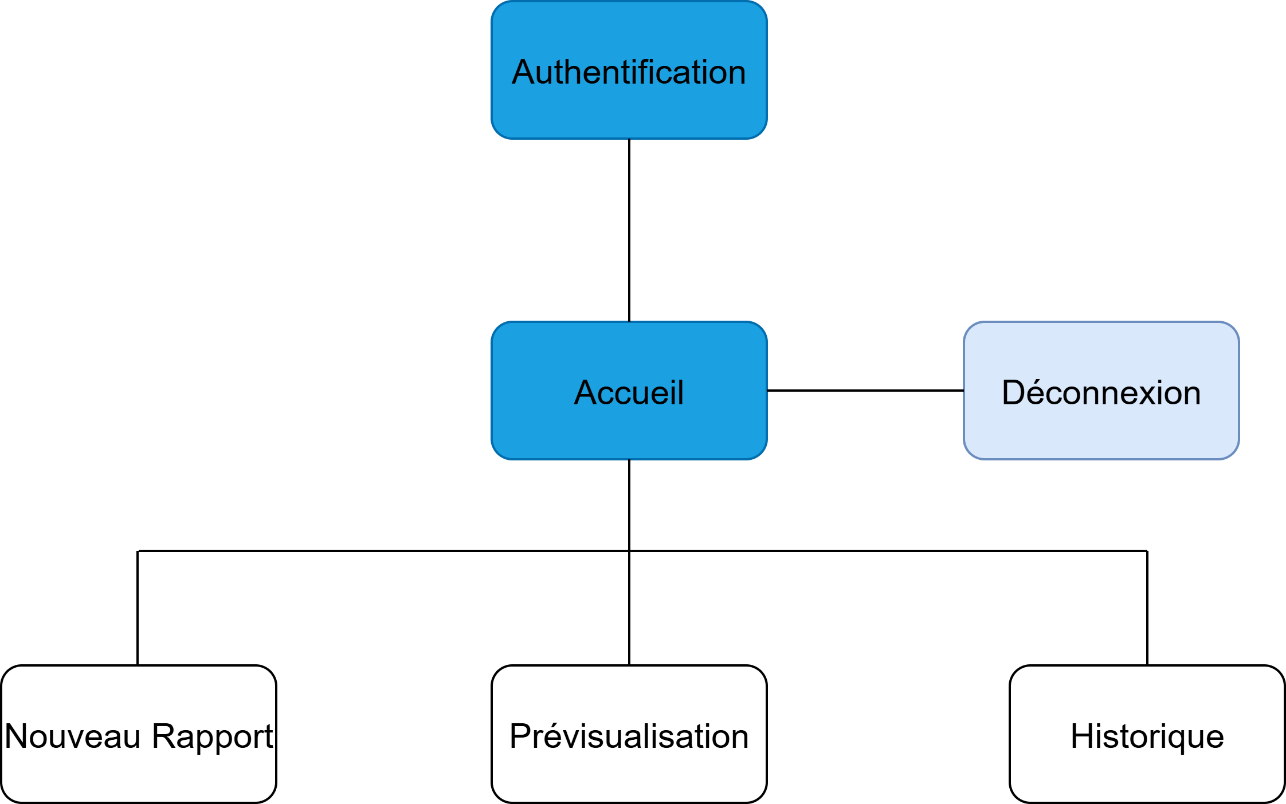 Authentification
Accueil
Déconnexion
Nouveau Rapport
Prévisualisation
Historique